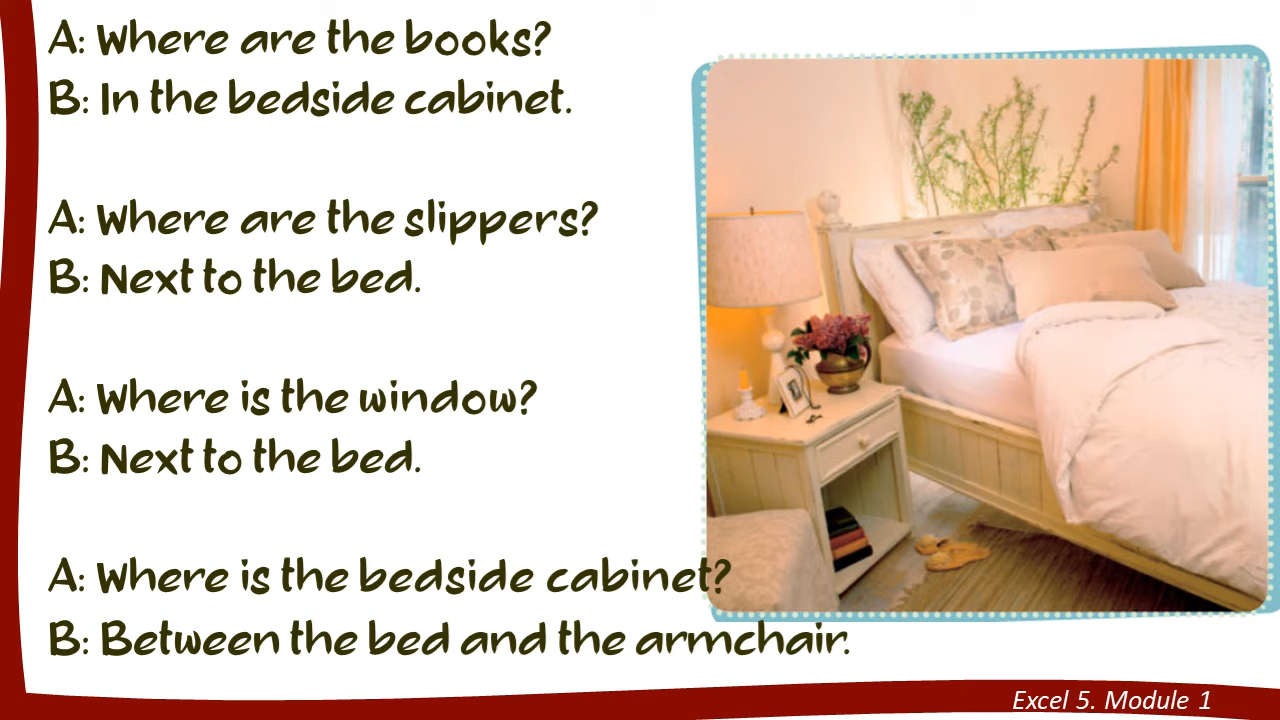 A: Where are the books?
B: In the bedside cabinet.
A: Where are the slippers?
B: Next to the bed.
A: Where is the window?
B: Next to the bed.
A: Where is the bedside cabinet?
B: Between the bed and the armchair.
Excel 5. Module 1